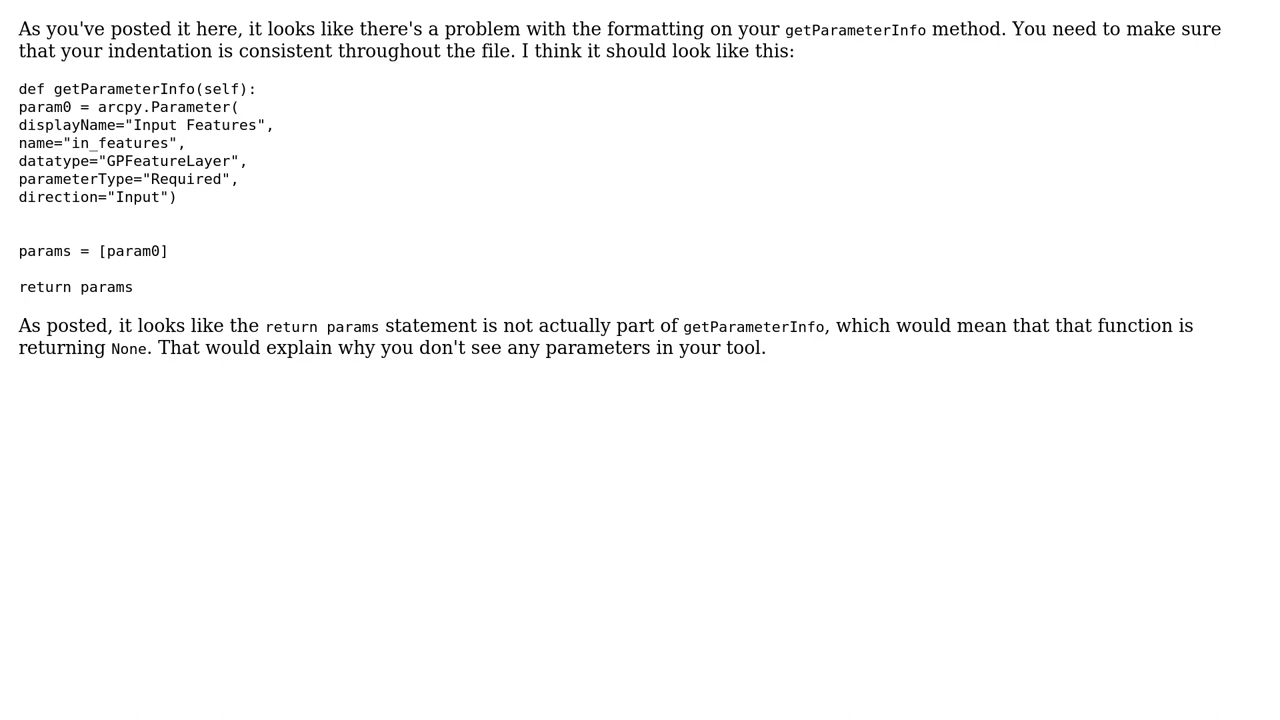 As you've posted it here, it looks like there's a problem with the formatting on your getParameterInfo method. You need to make sure
that your indentation is consistent throughout the file. I think it should look like this:
def getParameterInfo(self):
param0 = arcpy.Parameter(
displayName="Input Features",
name="in_features",
datatype="GPFeatureLayer",
parameterType="Required",
direction="Input")
params = [param0]
return params
As posted, it looks like the return params statement is not actually part of getParameterInfo, which would mean that that function is
returning None. That would explain why you don't see any parameters in your tool.